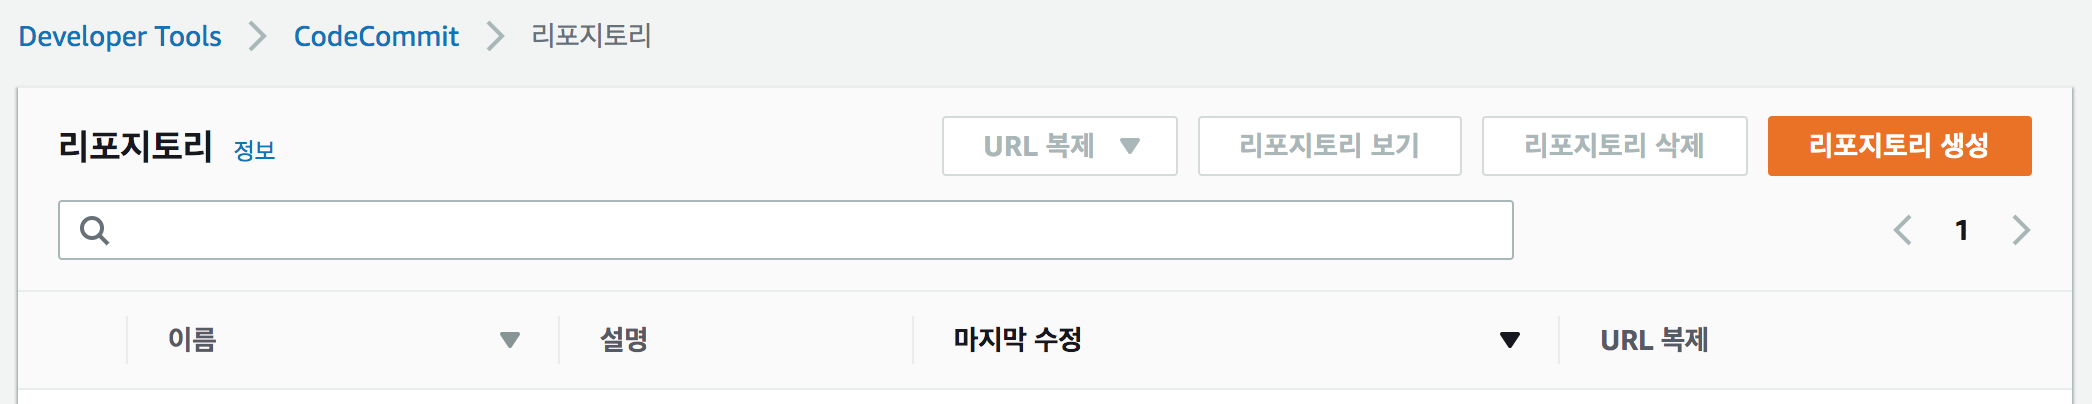 Developer Tools > CodeCommit > 리포지토리
리포지토리 정보 URL 복제 리포지토리 보기 리포지토리 삭제 리포지토리 생성
1
이름 설명 마지막 수정 URL 복제